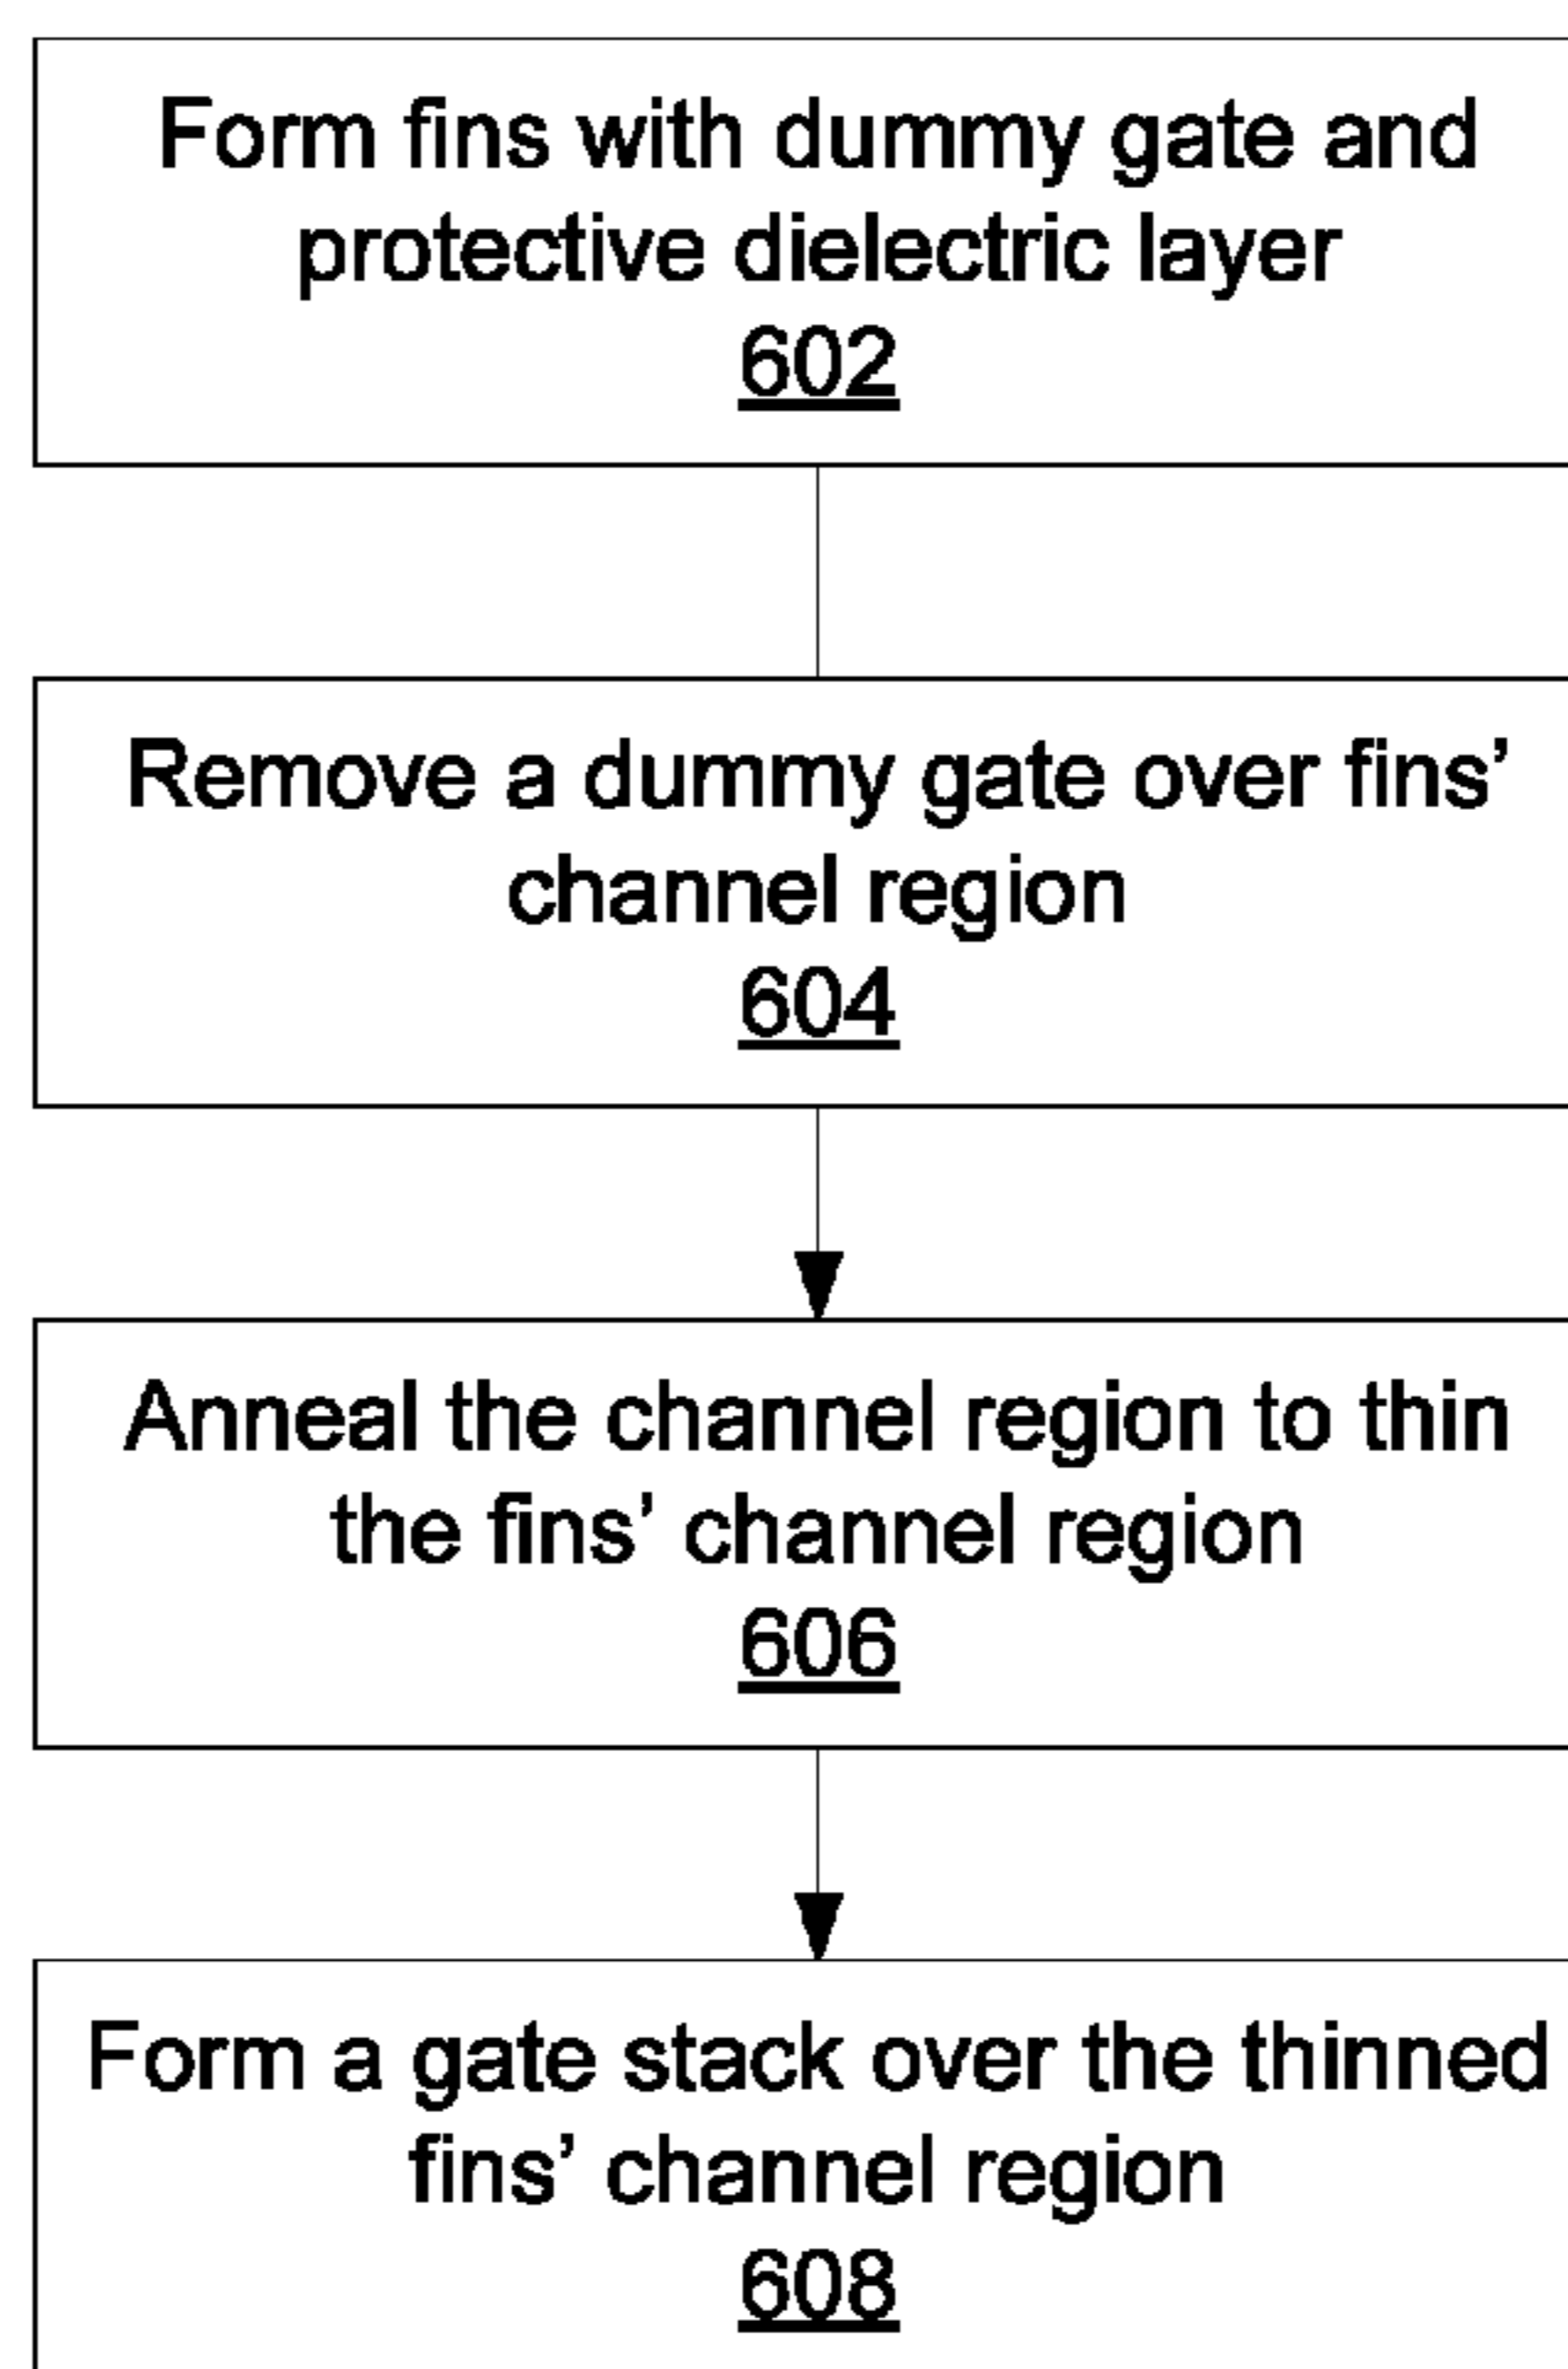 Form fins with dummy gate and
protective dielectric layer
602
Remove a dummy gate over fins’
channel region
604
Anneal the channel region to thin
the fins’ channel region
606
Form a gate stack over the thinned
fins’ channel region
608